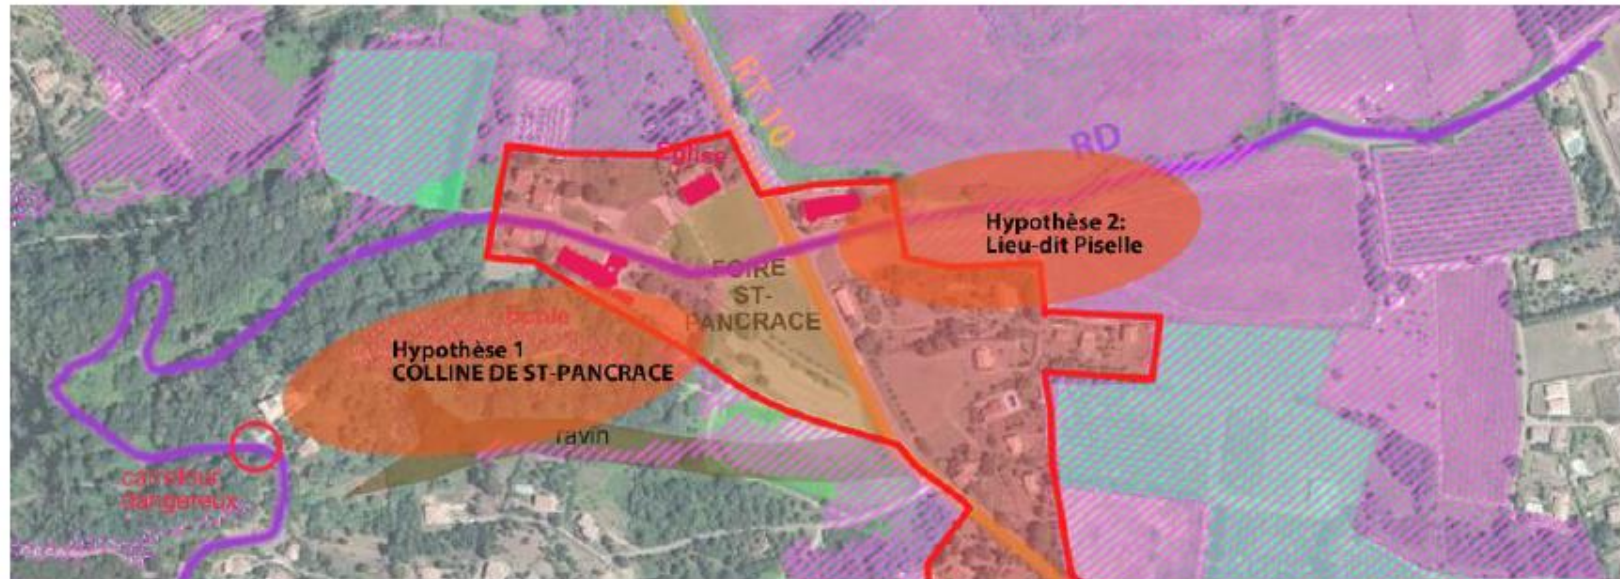 RT 10
RD
Eglise
Hypothèse 2:
Lieu-dit Piselle
FOIRE
ST-
PANCRACE
Ecole
Hypothèse 1
COLLINE DE ST-PANCRACE
ravin
carrefour
dangereux